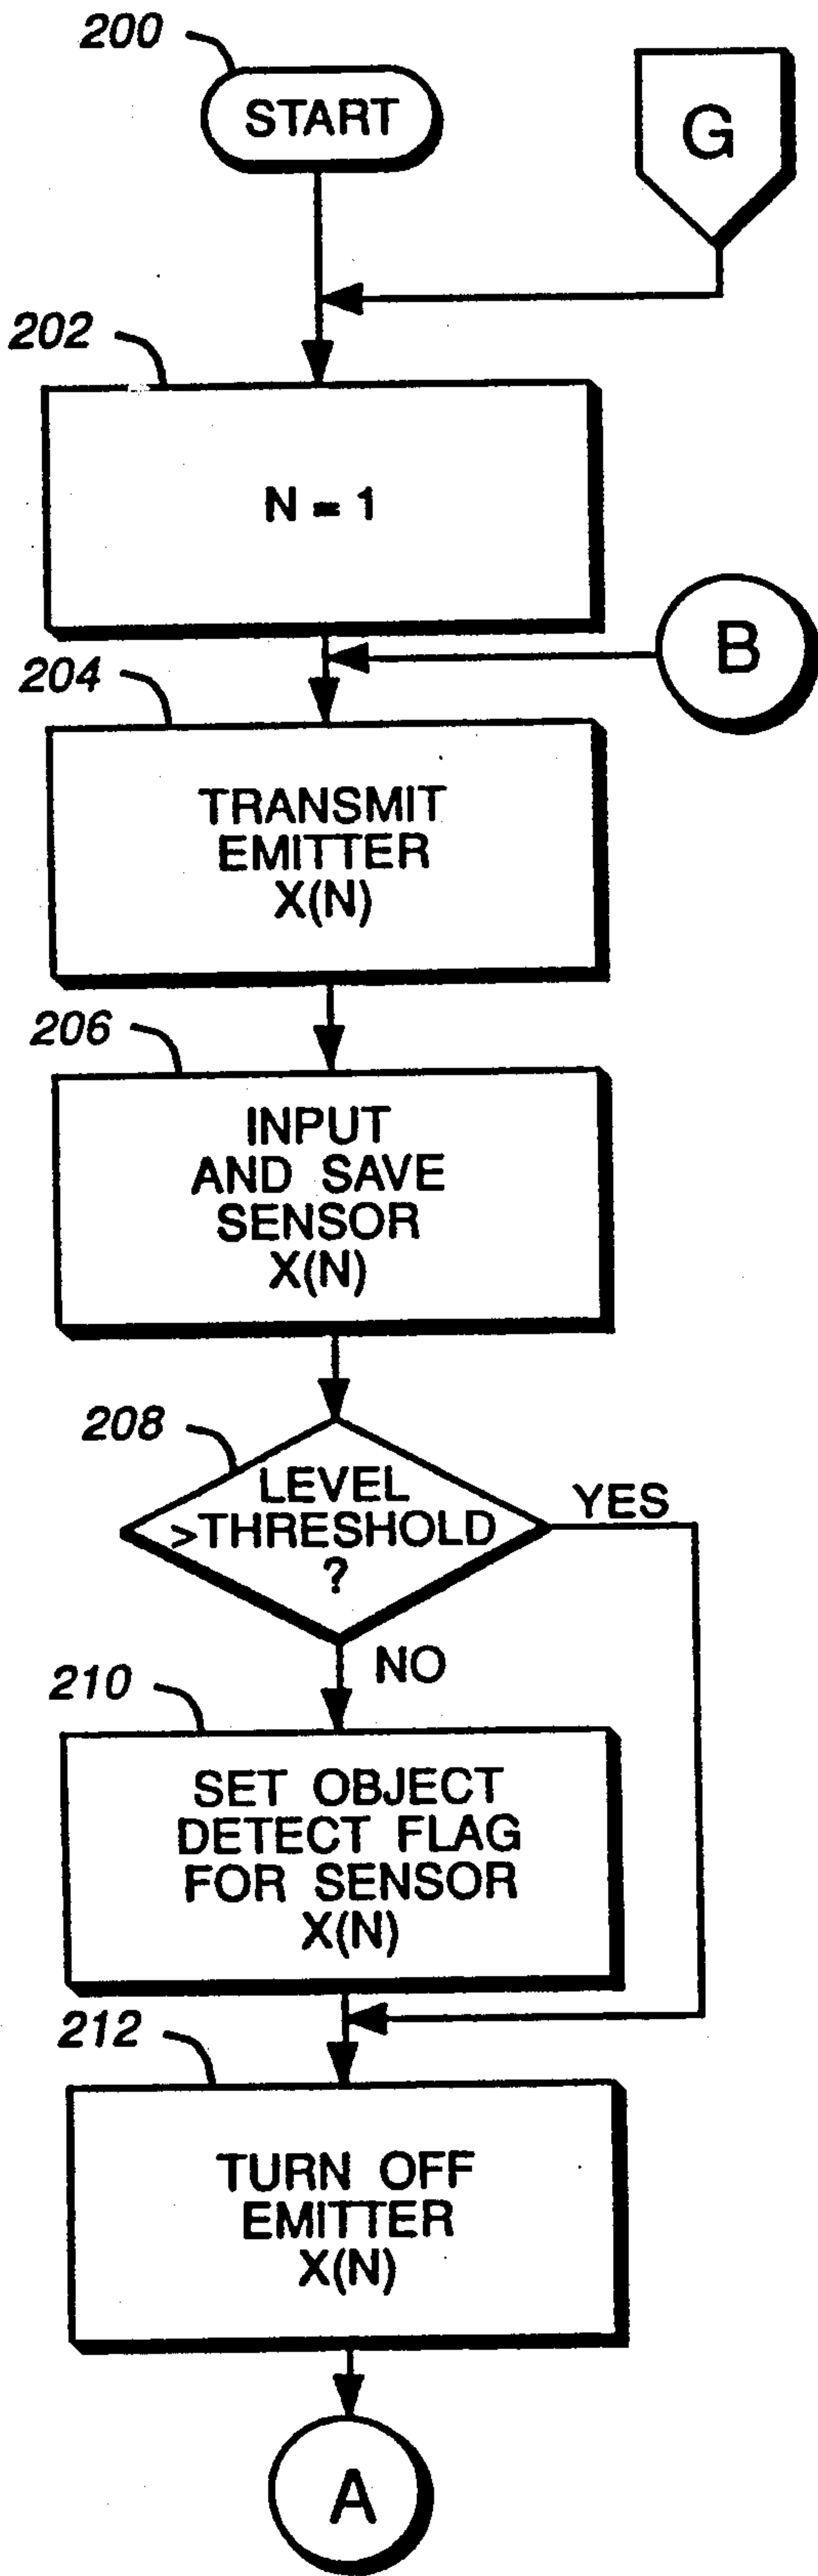 200
START
G
202
N = 1
B
204
TRANSMIT
EMITTER
X(N)
206
INPUT
AND SAVE
SENSOR
X(N)
208
LEVEL
>THRESHOLD
?
YES
NO
210
SET OBJECT
DETECT FLAG
FOR SENSOR
X(N)
212
TURN OFF
EMITTER
X(N)
A